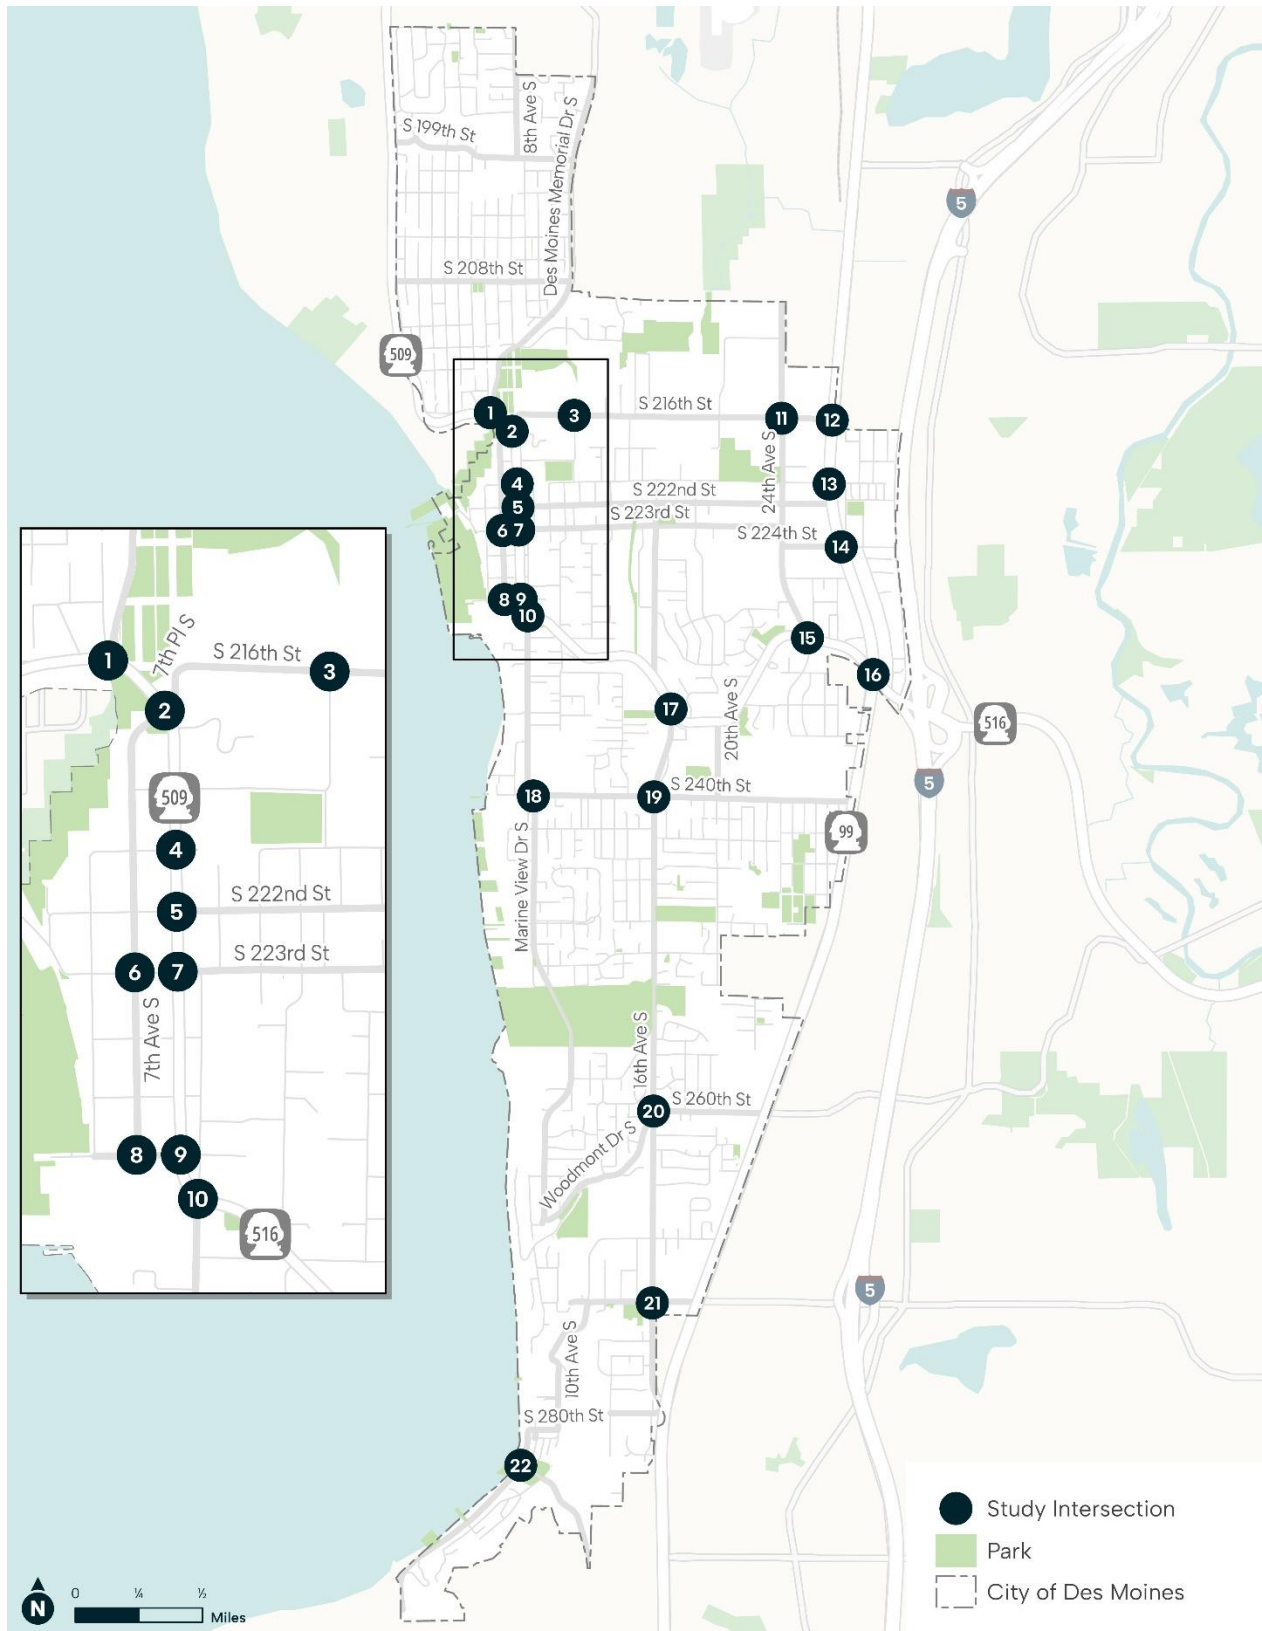 8th Ave S
S 199th St
Des Moines Memorial Dr S
5
S 208th St
509
1
2
3
S 216th St
11
12
24th Ave S
4
S 222nd St
13
5
S 223rd St
6
7
S 224th St
14
8
9
10
15
16
17
20th Ave S
516
5
18
19
S 240th St
99
Marine View Dr S
16th Ave S
20
S 260th St
Woodmont Dr S
5
21
10th Ave S
S 280th St
22
7th Pl S
1
S 216th St
3
2
509
4
5
S 222nd St
6
7
S 223rd St
7th Ave S
8
9
10
516
Study Intersection
Park
City of Des Moines
N
0 ¼ ½
Miles